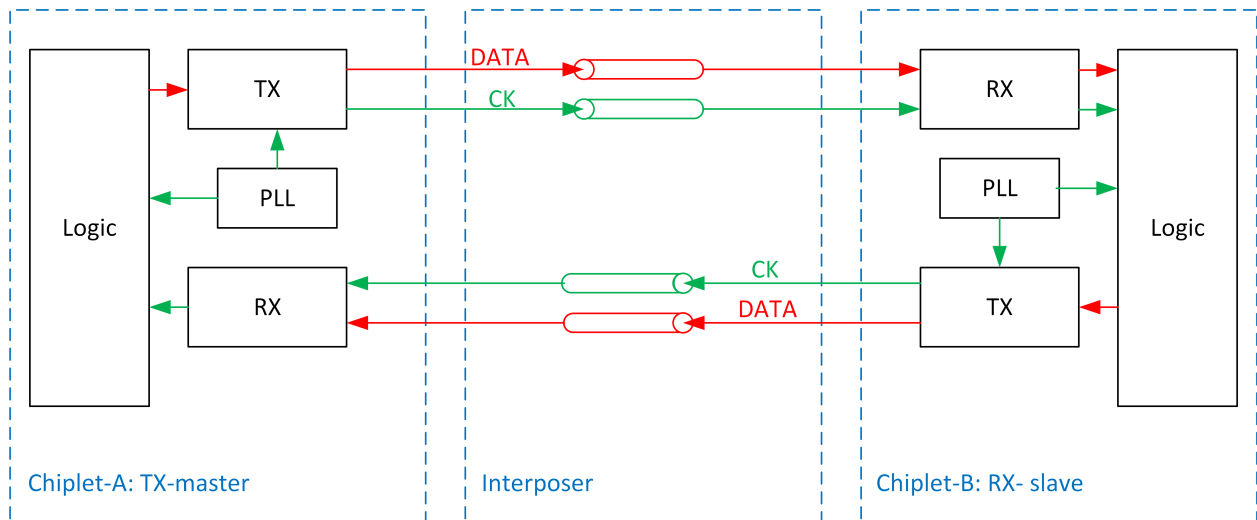 DATA
TX
RX
CK
PLL
PLL
Logic
Logic
CK
RX
TX
DATA
Chiplet-A: TX-master
Interposer
Chiplet-B: RX- slave